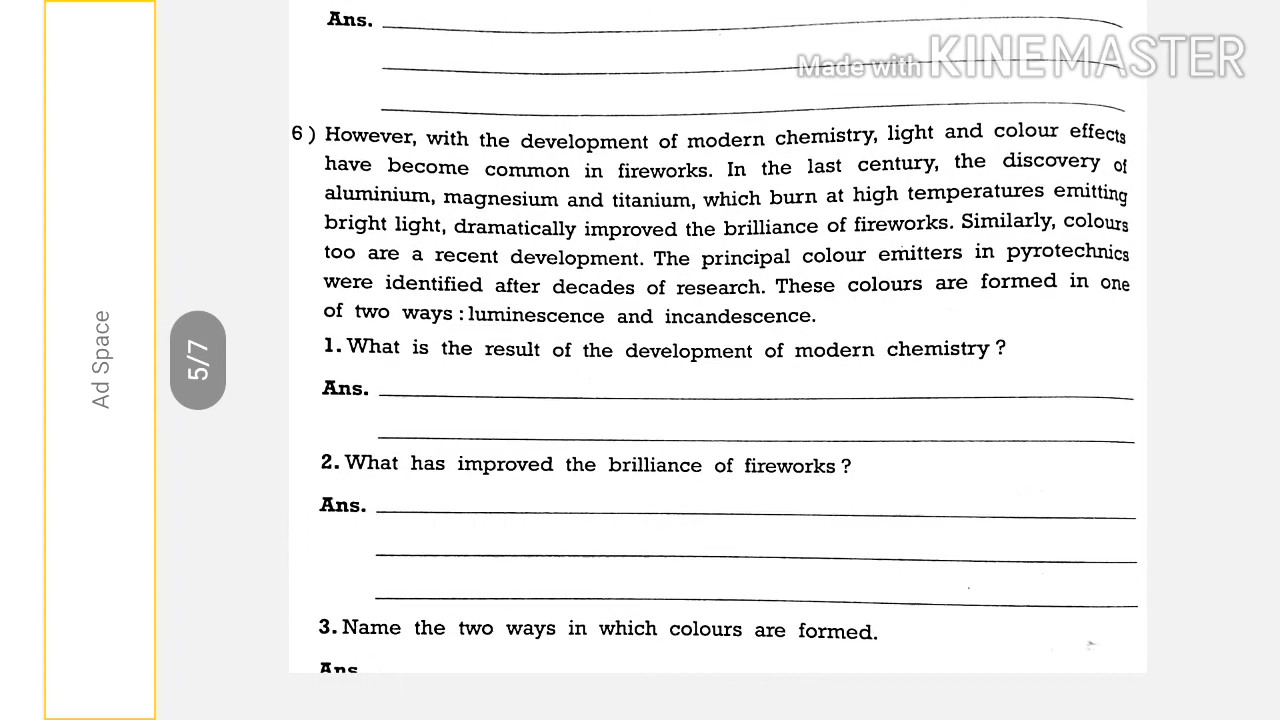 Ans.
Made with KINEMASTER
6) However, with the development of modern chemistry, light and colour effects
have become common in fireworks. In the last century, the discovery of
aluminium, magnesium and titanium, which burn at high temperatures emitting
bright light, dramatically improved the brilliance of fireworks. Similarly, colours
too are a recent development. The principal colour emitters in pyrotechnics
were identified after decades of research. These colours are formed in one
of two ways : luminescence and incandescence.
1. What is the result of the development of modern chemistry ?
Ans.
2. What has improved the brilliance of fireworks ?
Ans.
3. Name the two ways in which colours are formed.
Ans
Ad Space
5/7